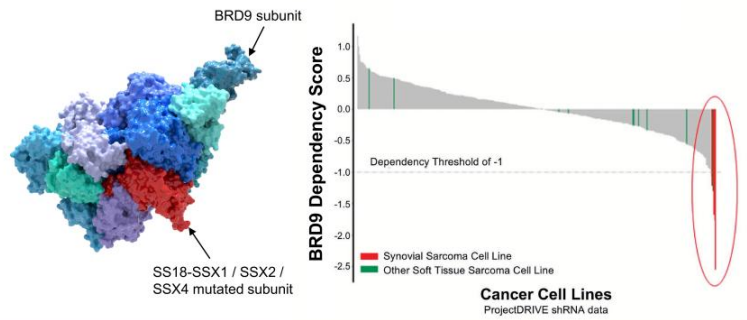 BRD9 subunit
SS18-SSX1 / SSX2 /
SSX4 mutated subunit
BRD9 Dependency Score
1.0
0.5
0.0
-0.5
-1.0
-1.5
-2.0
-2.5
Dependency Threshold of -1
Synovial Sarcoma Cell Line
Other Soft Tissue Sarcoma Cell Line
Cancer Cell Lines
ProjectDRIVE shRNA data